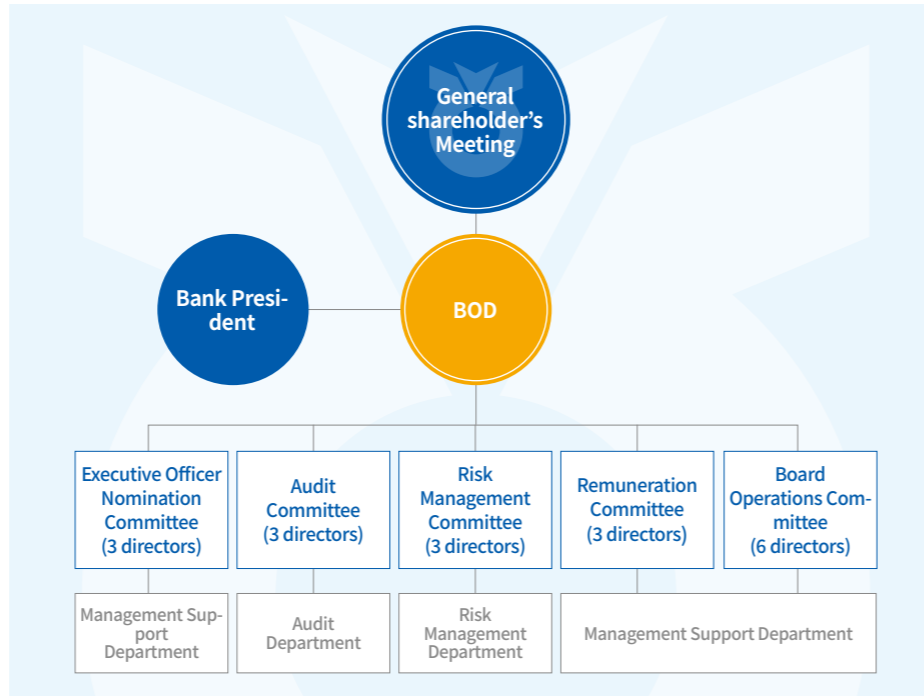 General
shareholder’s
Meeting
Bank Presi-
dent
BOD
Executive Officer
Nomination
Committee
(3 directors)
Audit
Committee
(3 directors)
Risk
Management
Committee
(3 directors)
Remuneration
Committee
(3 directors)
Board
Operations Com-
mittee
(6 directors)
Management Sup-
port
Department
Audit
Department
Risk
Management
Department
Management Support Department